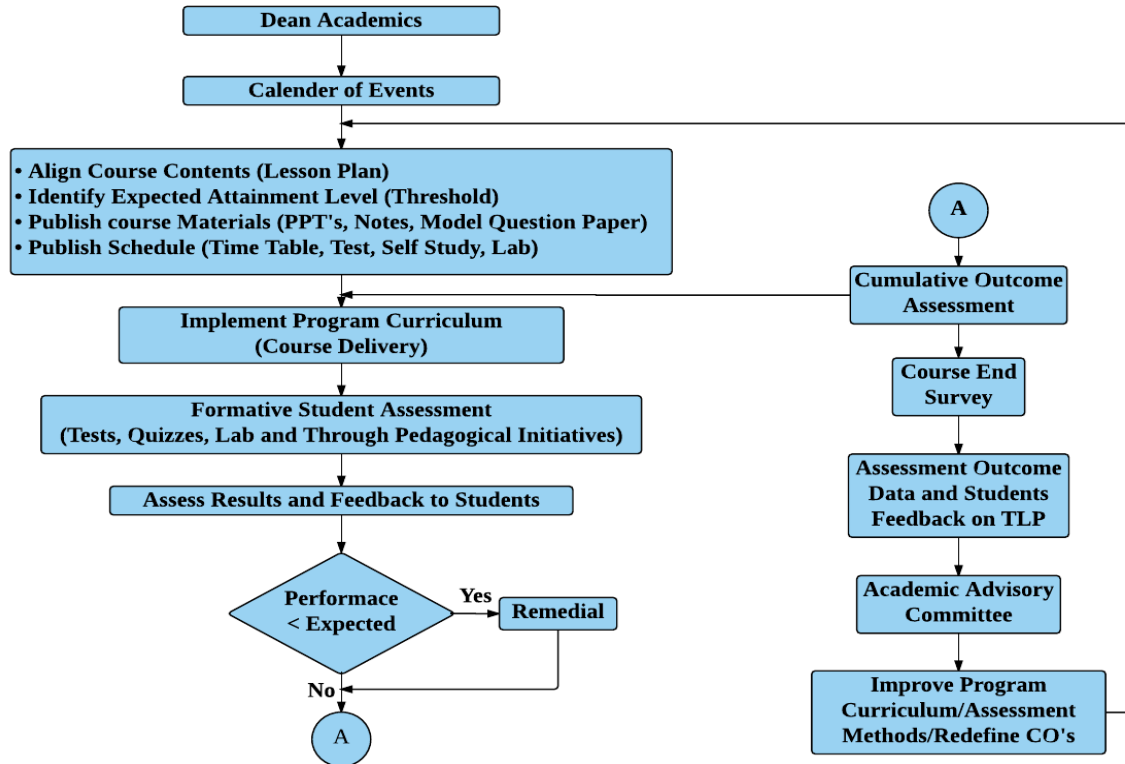 Dean Academics
Calender of Events
• Align Course Contents (Lesson Plan)
• Identify Expected Attainment Level (Threshold)
• Publish course Materials (PPT's, Notes, Model Question Paper)
• Publish Schedule (Time Table, Test, Self Study, Lab)
Implement Program Curriculum
(Course Delivery)
Formative Student Assessment
(Tests, Quizzes, Lab and Through Pedagogical Initiatives)
Assess Results and Feedback to Students
Performace
< Expected
Yes
Remedial
No
A
A
Cumulative Outcome
Assessment
Course End
Survey
Assessment Outcome
Data and Students
Feedback on TLP
Academic Advisory
Committee
Improve Program
Curriculum/Assessment
Methods/Redefine CO's